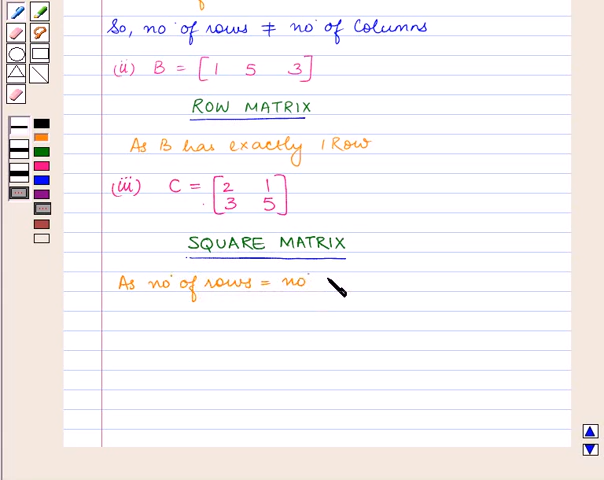 of
So, no of rows ≠ no of Columns
(ii) B = [ 1 5 3 ]
ROW MATRIX
As B has exactly 1 Row
(iii) C = [ 2 1
3 5 ]
SQUARE MATRIX
As no of rows = no